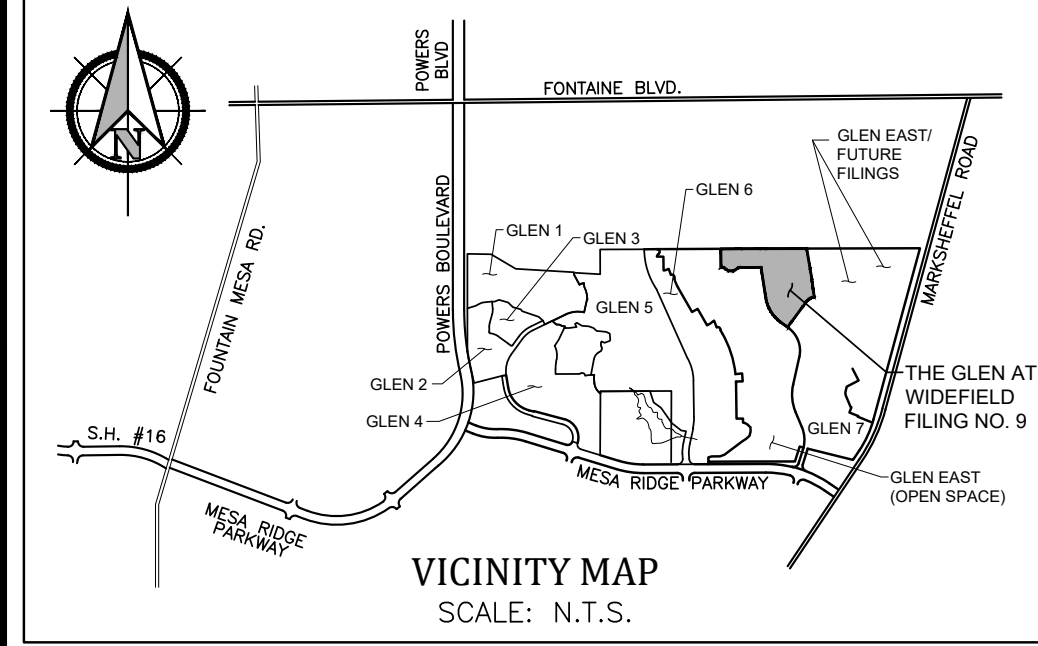 POWERS
BLVD
FONTAINE BLVD.
N
GLEN EAST/
FUTURE
FILINGS
MARKSHEFFEL ROAD
GLEN 6
POWERS BOULEVARD
GLEN 1
GLEN 3
FOUNTAIN MESA RD.
GLEN 5
GLEN 2
GLEN 4
THE GLEN AT
WIDEFIELD
FILING NO. 9
GLEN 7
S.H. #16
MESA RIDGE PARKWAY
GLEN EAST
(OPEN SPACE)
MESA RIDGE
PARKWAY
VICINITY MAP
SCALE: N.T.S.